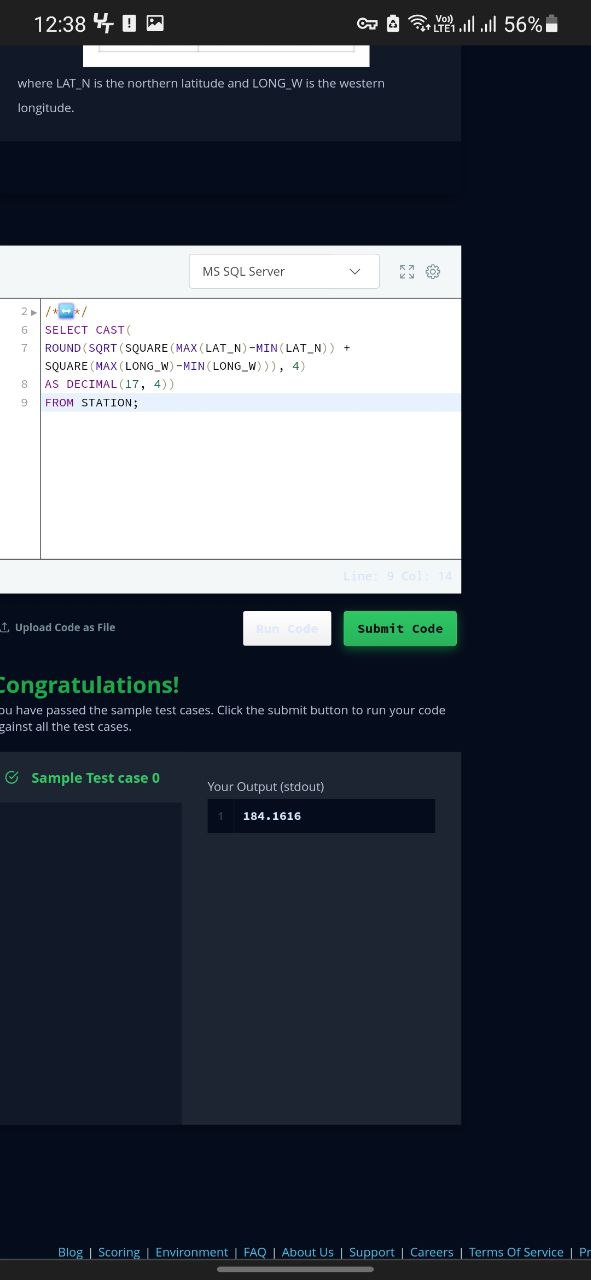 12:38
Vo))
LTE1
56%
where LAT_N is the northern latitude and LONG_W is the western
longitude.
MS SQL Server
2 /*↔*/
6 SELECT CAST(
7 ROUND(SQRT(SQUARE(MAX(LAT_N)-MIN(LAT_N)) +
SQUARE(MAX(LONG_W)-MIN(LONG_W))), 4)
8 AS DECIMAL(17, 4))
9 FROM STATION;
Line: 9 Col: 14
Upload Code as File
Run Code
Submit Code
Congratulations!
ou have passed the sample test cases. Click the submit button to run your code
gainst all the test cases.
Sample Test case 0
Your Output (stdout)
1 184.1616
Blog | Scoring | Environment | FAQ | About Us | Support | Careers | Terms Of Service | Pr